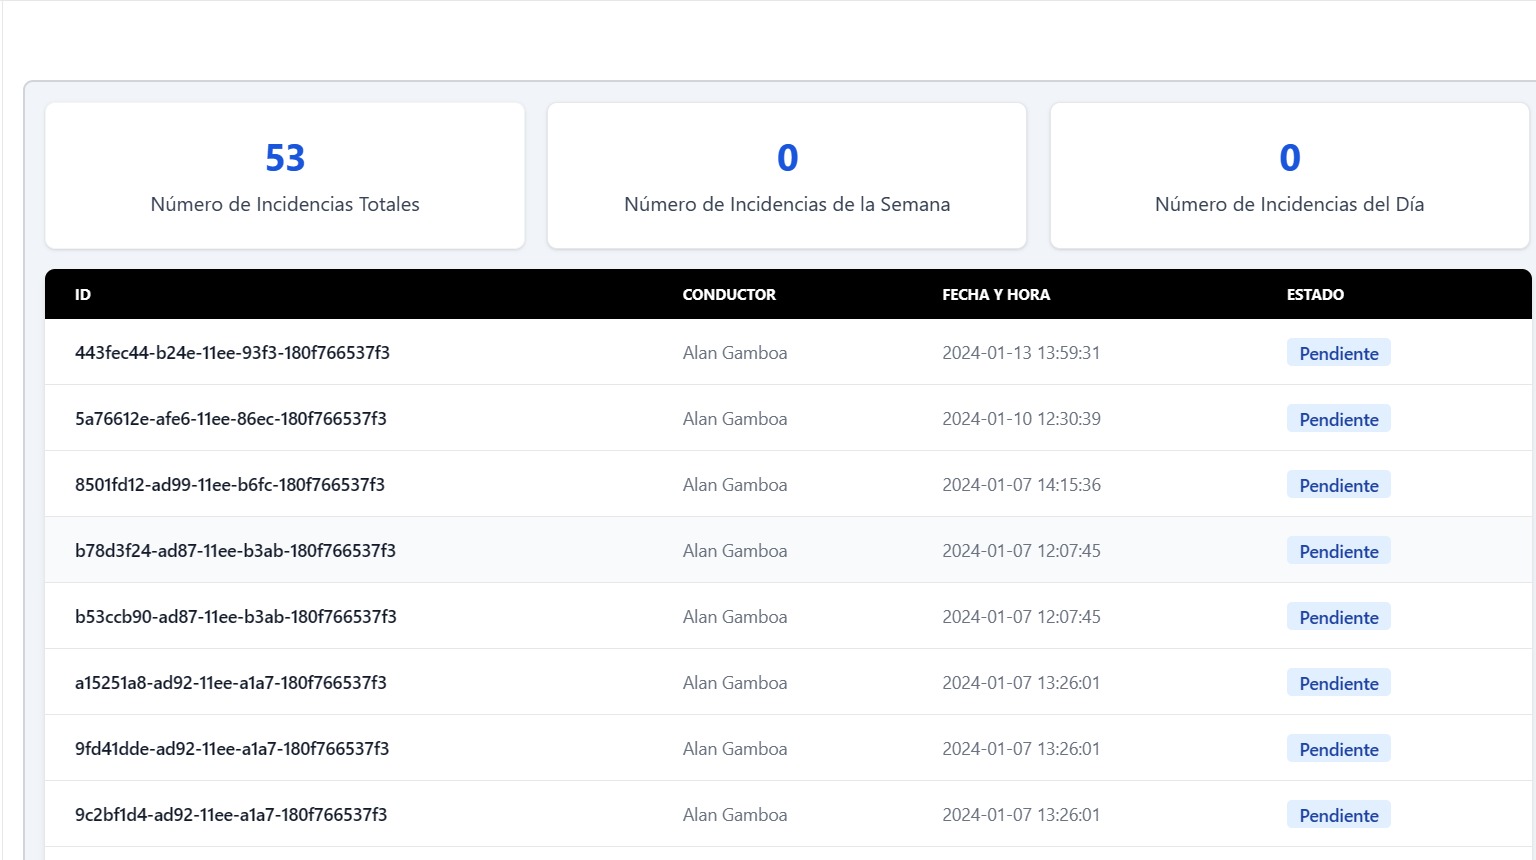 53
Número de Incidencias Totales
0
Número de Incidencias de la Semana
0
Número de Incidencias del Día
ID CONDUCTOR FECHA Y HORA ESTADO
443fec44-b24e-11ee-93f3-180f766537f3 Alan Gamboa 2024-01-13 13:59:31 Pendiente
5a76612e-afe6-11ee-86ec-180f766537f3 Alan Gamboa 2024-01-10 12:30:39 Pendiente
8501fd12-ad99-11ee-b6fc-180f766537f3 Alan Gamboa 2024-01-07 14:15:36 Pendiente
b78d3f24-ad87-11ee-b3ab-180f766537f3 Alan Gamboa 2024-01-07 12:07:45 Pendiente
b53ccb90-ad87-11ee-b3ab-180f766537f3 Alan Gamboa 2024-01-07 12:07:45 Pendiente
a15251a8-ad92-11ee-a1a7-180f766537f3 Alan Gamboa 2024-01-07 13:26:01 Pendiente
9fd41dde-ad92-11ee-a1a7-180f766537f3 Alan Gamboa 2024-01-07 13:26:01 Pendiente
9c2bf1d4-ad92-11ee-a1a7-180f766537f3 Alan Gamboa 2024-01-07 13:26:01 Pendiente